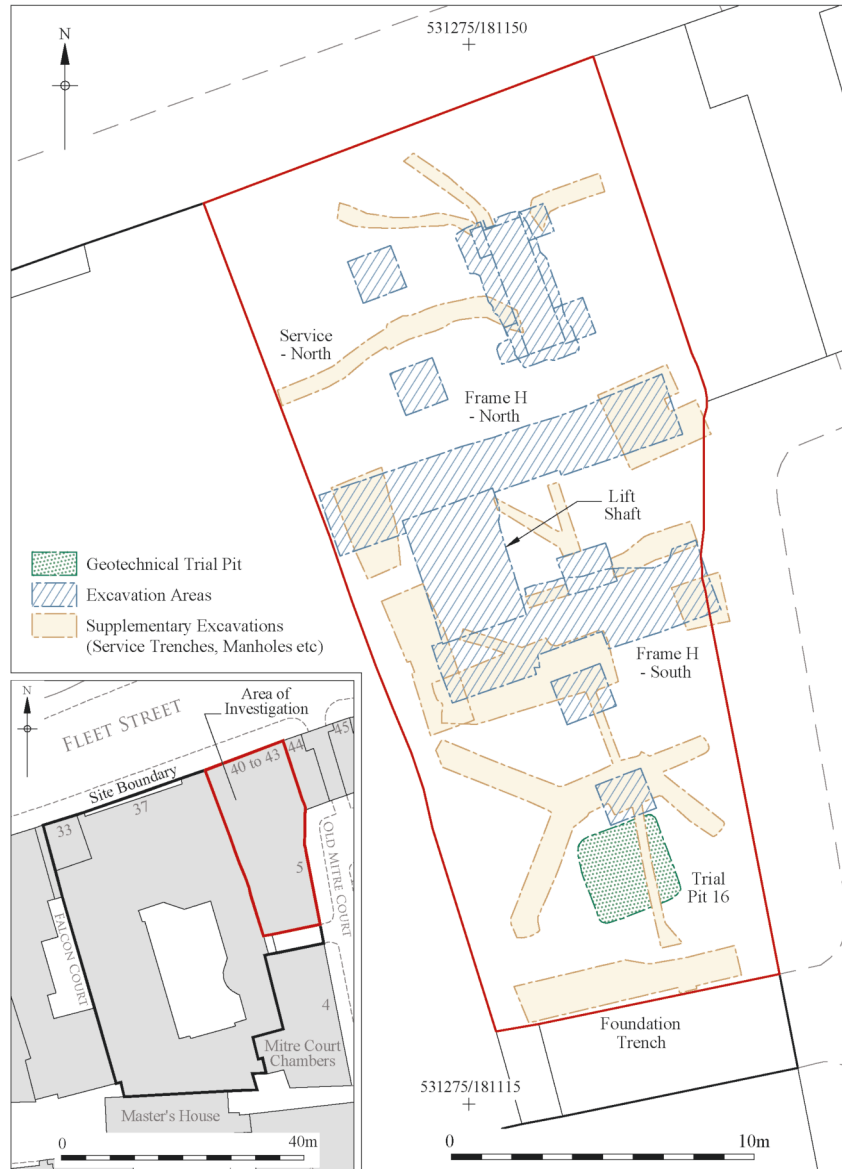 531275/181150
N
Service
- North
Frame H
- North
Lift
Shaft
Geotechnical Trial Pit
Excavation Areas
Supplementary Excavations
(Service Trenches, Manholes etc)
Frame H
- South
Trial
Pit 16
Foundation
Trench
531275/181115
0
10m
N
Area of
Investigation
FLEET STREET
Site Boundary
40 to 43
44
45
33
37
5
OLD MITRE COURT
FALCON COURT
4
Mitre Court
Chambers
Master's House
0
40m